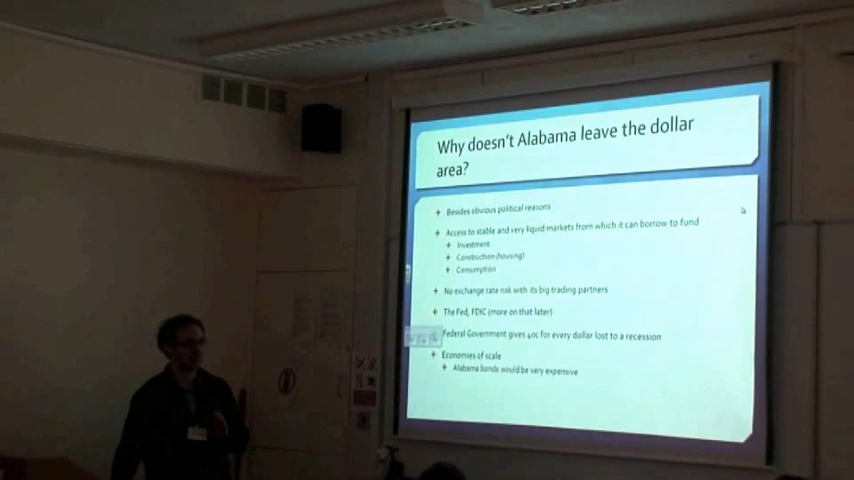 Why doesn't Alabama leave the dollar
area?
Besides obvious political reasons
Access to stable and very liquid markets from which it can borrow to fund
Investment
Construction (housing)
Consumption
No exchange rate risk with its big trading partners
The Fed, FDIC (more on that later)
Federal Government gives 40c for every dollar lost to a recession
Economies of scale
Alabama bonds would be very expensive